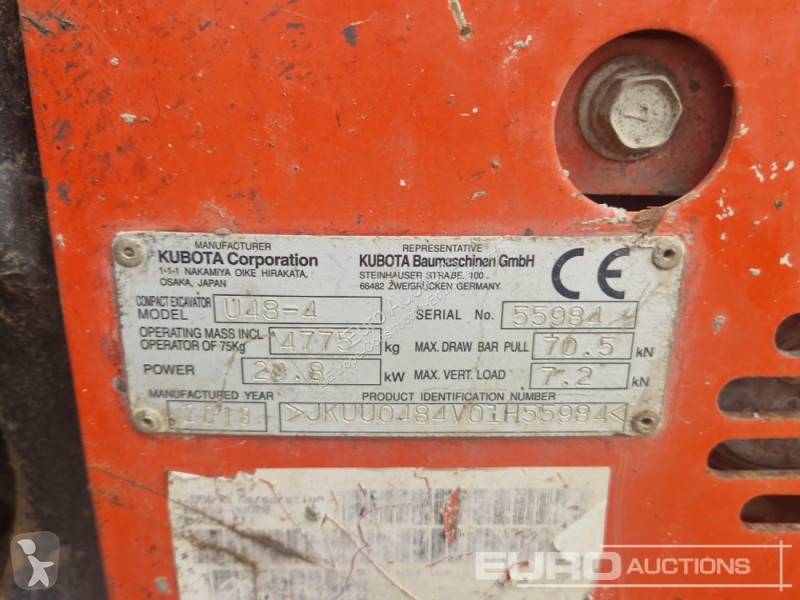 MANUFACTURER
KUBOTA Corporation
1-1-1 NAKAMIYA OIKE HIRAKATA,
OSAKA, JAPAN
REPRESENTATIVE
KUBOTA Baumaschinen GmbH
STEINHAUSER STRAßE 100
66482 ZWEIBRÜCKEN GERMANY
CE
COMPACT EXCAVATOR
MODEL U48-4
SERIAL No. 55984
OPERATING MASS INCL.
OPERATOR OF 75Kg 4775 kg
MAX. DRAW BAR PULL 70.5 kN
POWER kW
MAX. VERT. LOAD 7.2 kN
MANUFACTURED YEAR
PRODUCT IDENTIFICATION NUMBER
>JKUU0484V01H55984<
Corporation
EURO AUCTIONS